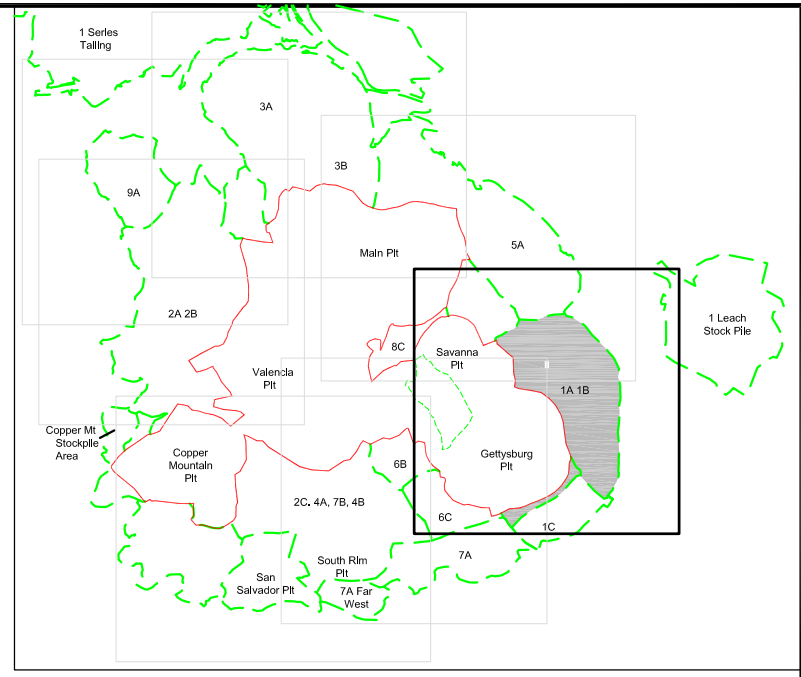 1 Series
Tailing
3A
3B
9A
5A
Main Pit
2A 2B
1 Leach
Stock Pile
8C
Savanna
Pit
Valencia
Pit
1A 1B
Copper Mt
Stockpile
Area
Copper
Mountain
Pit
6B
Gettysburg
Pit
2C, 4A, 7B, 4B
6C
1C
7A
South Rim
Pit
San
Salvador Pit
7A Far
West